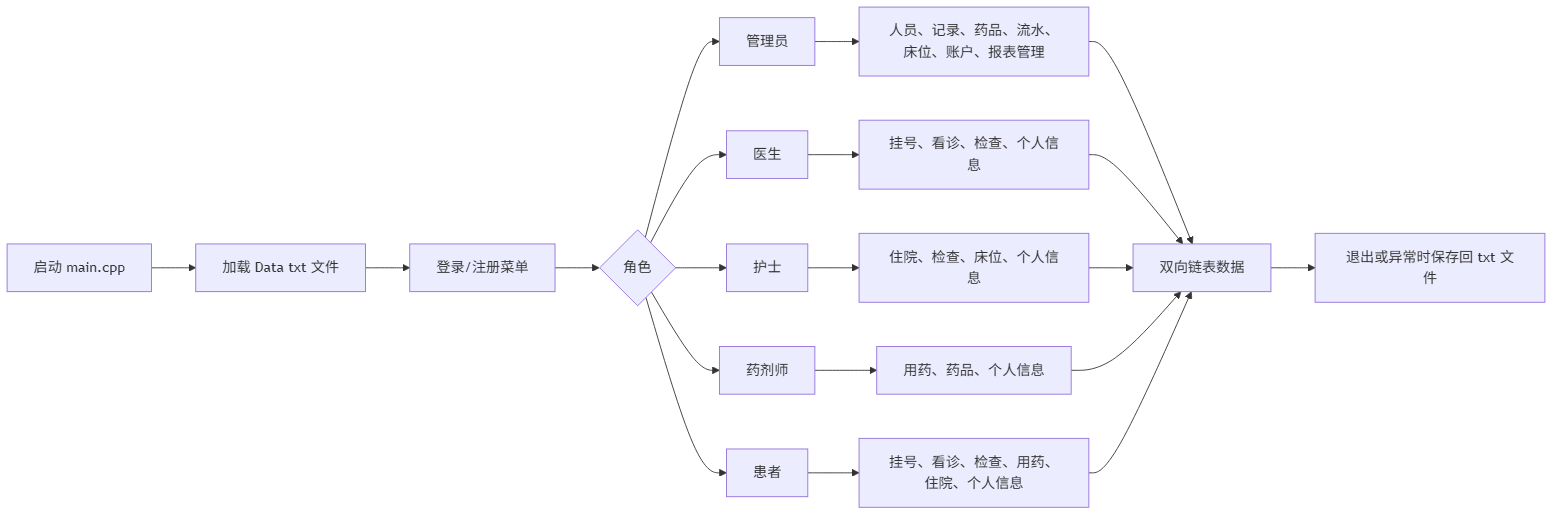 启动 main.cpp
加载 Data txt 文件
登录/注册菜单
角色
管理员
人员、记录、药品、流水、
床位、账户、报表管理
医生
挂号、看诊、检查、个人信
息
护士
住院、检查、床位、个人信
息
药剂师
用药、药品、个人信息
患者
挂号、看诊、检查、用药、
住院、个人信息
双向链表数据
退出或异常时保存回 txt 文
件